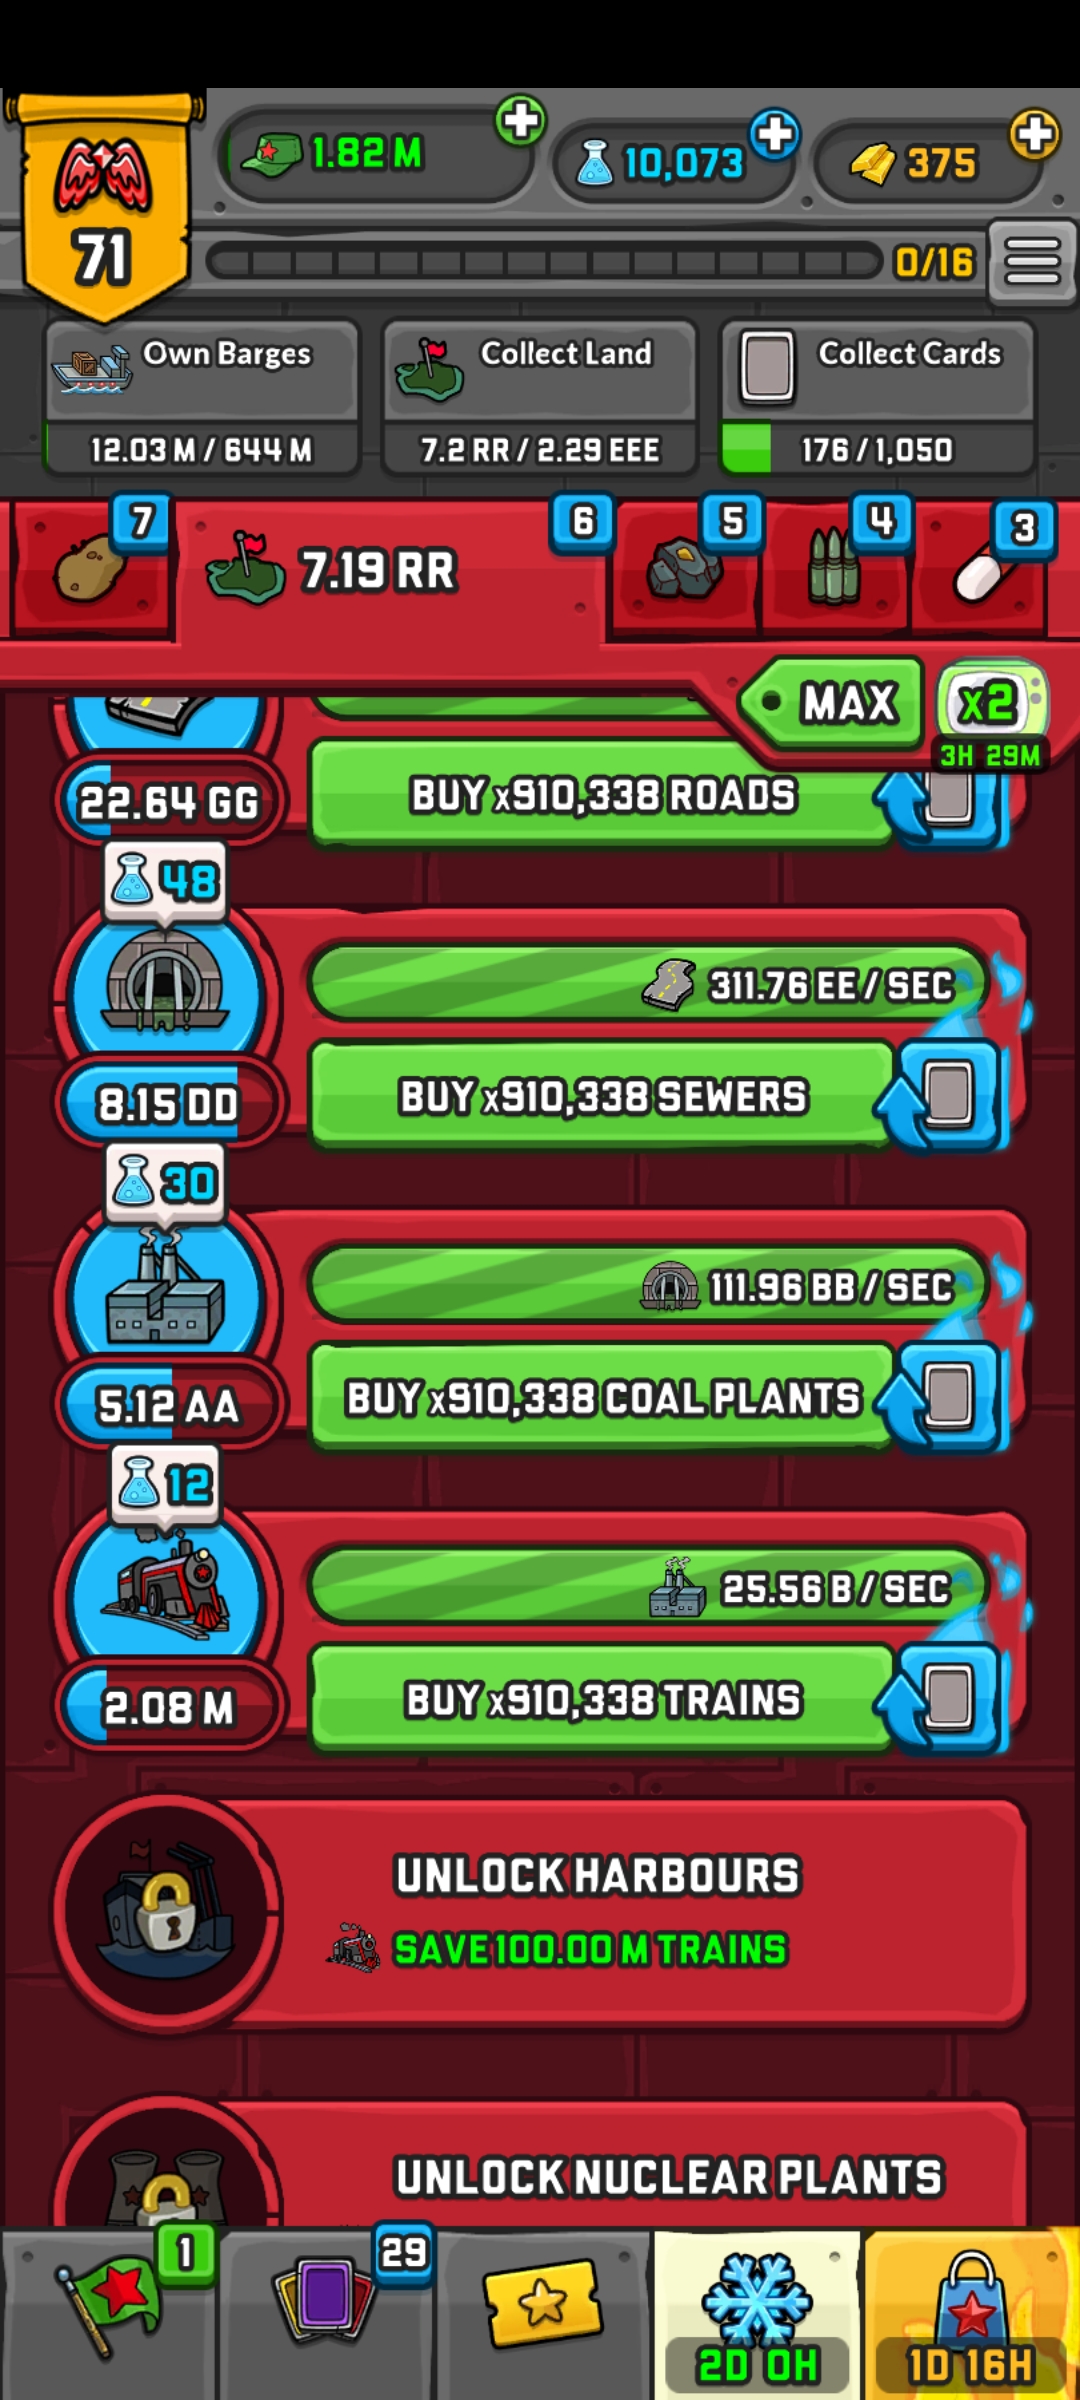 1.82 M
10,073
375
71
0/16
Own Barges
Collect Land
Collect Cards
12.03 M / 644 M
7.2 RR / 2.29 EEE
176 / 1,050
7
7.19 RR
6
5
4
3
MAX
x2
3H 29M
22.64 GG
BUY x910,338 ROADS
48
311.76 EE / SEC
8.15 DD
BUY x910,338 SEWERS
30
111.96 BB / SEC
5.12 AA
BUY x910,338 COAL PLANTS
12
25.56 B / SEC
2.08 M
BUY x910,338 TRAINS
UNLOCK HARBOURS
SAVE 100.00 M TRAINS
UNLOCK NUCLEAR PLANTS
1
29
2D 0H
1D 16H